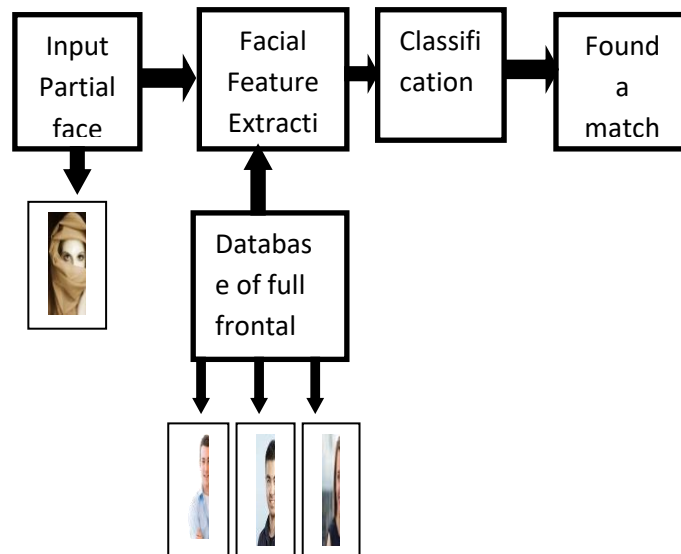 Input
Partial
face
Facial
Feature
Extracti
Classifi
cation
Found
a
match
Databas
e of full
frontal